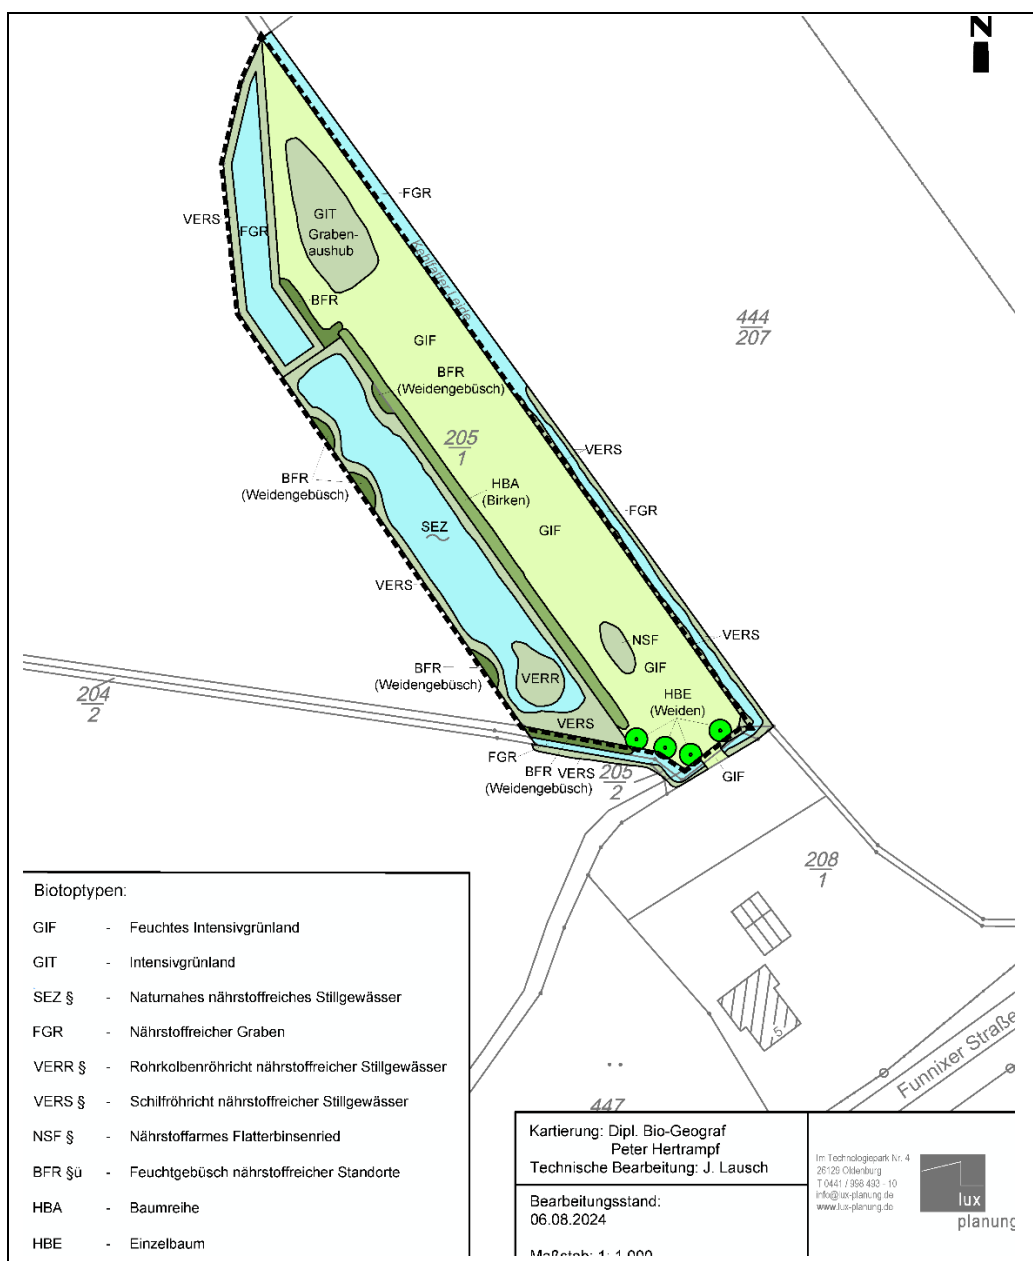 N
FGR
VERS
FGR
GIT
Graben-
aushub
BFR
GIF
BFR
(Weidengebüsch)
444
207
205
1
VERS
HBA
(Birken)
BFR
(Weidengebüsch)
FGR
SEZ
GIF
VERS
VERS
NSF
GIF
BFR
(Weidengebüsch)
VERR
HBE
(Weiden)
204
2
VERS
FGR
BFR
VERS
(Weidengebüsch)
205
2
GIF
208
1
5
Funnixer Straße
447
Biotoptypen:
GIF - Feuchtes Intensivgrünland
GIT - Intensivgrünland
SEZ § - Naturnahes nährstoffreiches Stillgewässer
FGR - Nährstoffreicher Graben
VERR § - Rohrkolbenröhricht nährstoffreicher Stillgewässer
VERS § - Schilfröhricht nährstoffreicher Stillgewässer
NSF § - Nährstoffarmes Flatterbinsenried
BFR §ü - Feuchtgebüsch nährstoffreicher Standorte
HBA - Baumreihe
HBE - Einzelbaum
Kartierung: Dipl. Bio-Geograf
Peter Hertrampf
Technische Bearbeitung: J. Lausch
Bearbeitungsstand:
06.08.2024
Maßstab: 1: 1.000
Im Technologiepark Nr. 4
26129 Oldenburg
T 0441 / 998 493 - 10
info@lux-planung.de
www.lux-planung.de
lux
planung